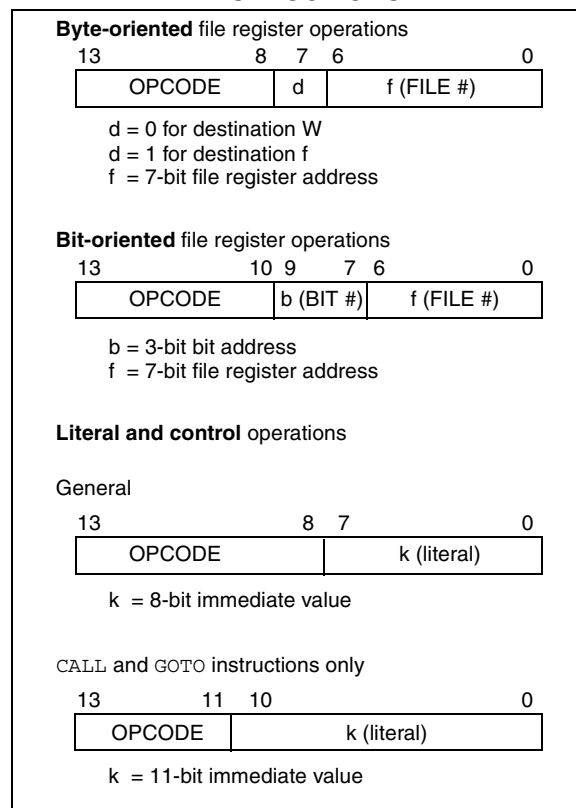 Byte-oriented file register operations
13 8 7 6 0
OPCODE d f (FILE #)
d = 0 for destination W
d = 1 for destination f
f = 7-bit file register address
Bit-oriented file register operations
13 10 9 7 6 0
OPCODE b (BIT #) f (FILE #)
b = 3-bit bit address
f = 7-bit file register address
Literal and control operations
General
13 8 7 0
OPCODE k (literal)
k = 8-bit immediate value
CALL and GOTO instructions only
13 11 10 0
OPCODE k (literal)
k = 11-bit immediate value